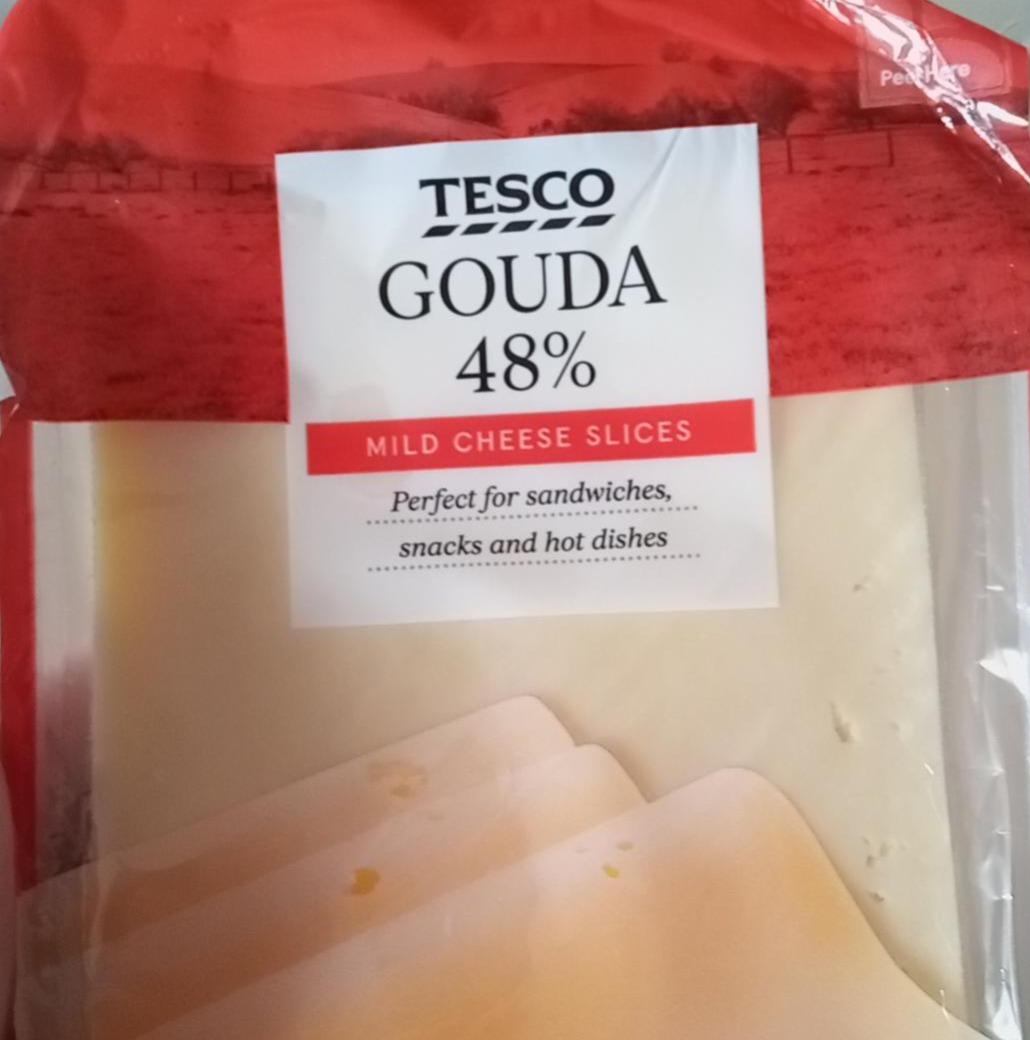 Peel Here
TESCO
GOUDA
48%
MILD CHEESE SLICES
Perfect for sandwiches,
snacks and hot dishes